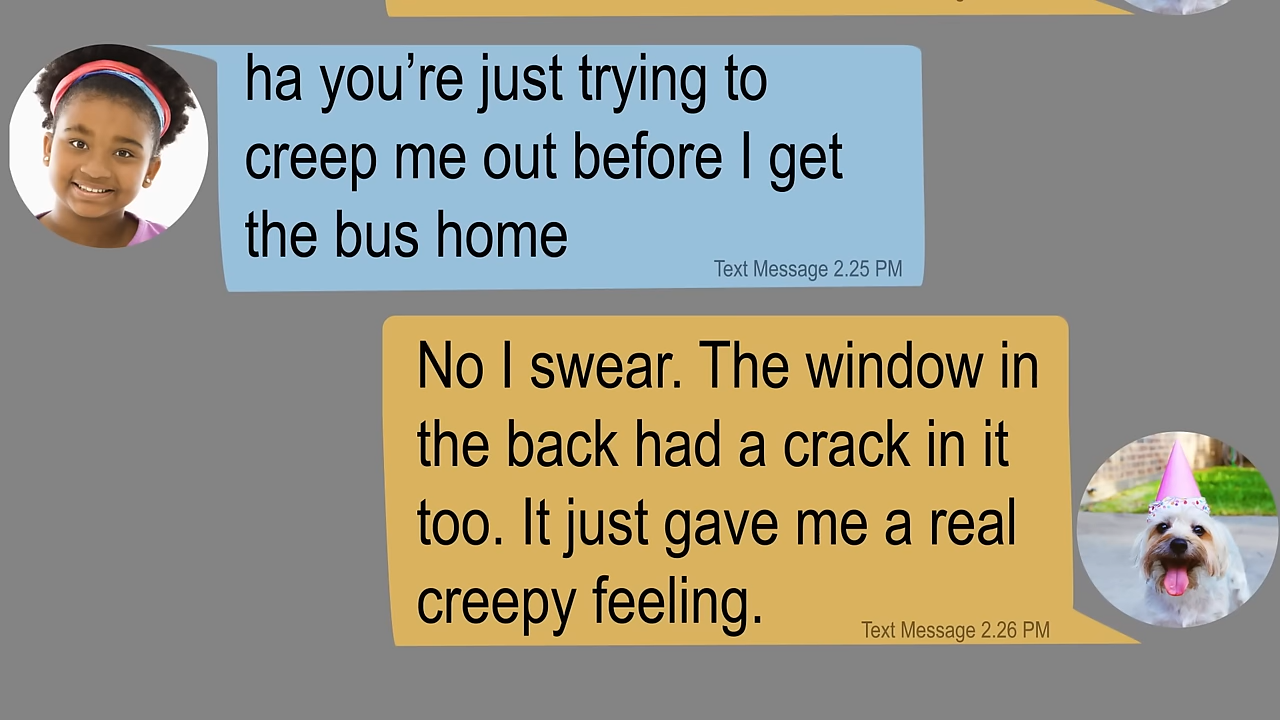 ha you’re just trying to
creep me out before I get
the bus home
Text Message 2.25 PM
No I swear. The window in
the back had a crack in it
too. It just gave me a real
creepy feeling.
Text Message 2.26 PM